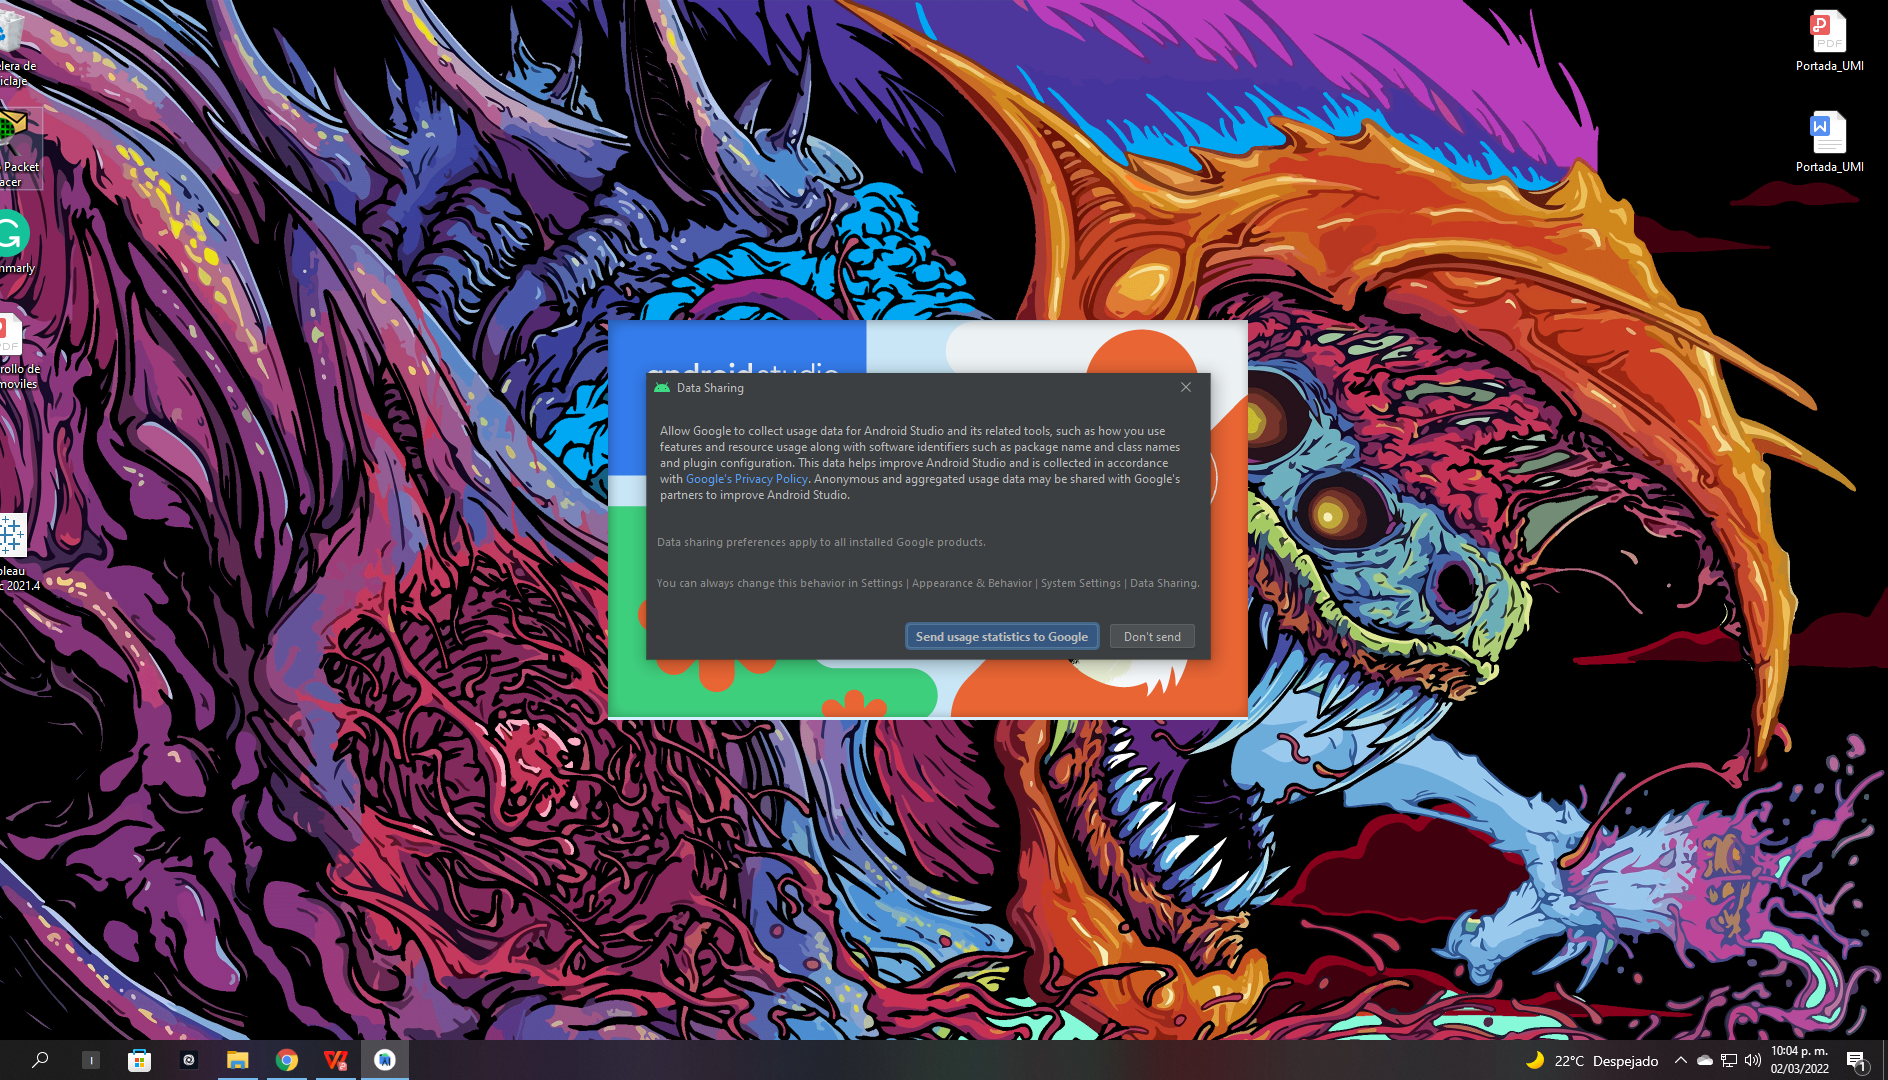 elera de
iclaje
Packet
acer
mmarly
PDF
rollo de
moviles
bleau
c 2021.4
PDF
Portada_UMI
W
Portada_UMI
android studio
Data Sharing
Allow Google to collect usage data for Android Studio and its related tools, such as how you use
features and resource usage along with software identifiers such as package name and class names
and plugin configuration. This data helps improve Android Studio and is collected in accordance
with Google's Privacy Policy. Anonymous and aggregated usage data may be shared with Google's
partners to improve Android Studio.
Data sharing preferences apply to all installed Google products.
You can always change this behavior in Settings | Appearance & Behavior | System Settings | Data Sharing.
Send usage statistics to Google
Don't send
22°C Despejado
10:04 p. m.
02/03/2022
1